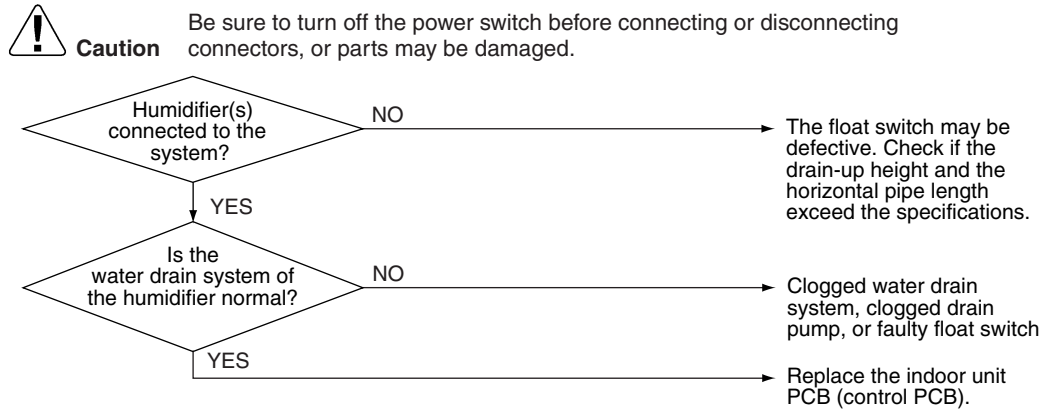 Caution
Be sure to turn off the power switch before connecting or disconnecting
connectors, or parts may be damaged.
Humidifier(s)
connected to the
system?
NO
The float switch may be
defective. Check if the
drain-up height and the
horizontal pipe length
exceed the specifications.
YES
Is the
water drain system of
the humidifier normal?
NO
Clogged water drain
system, clogged drain
pump, or faulty float switch
YES
Replace the indoor unit
PCB (control PCB).